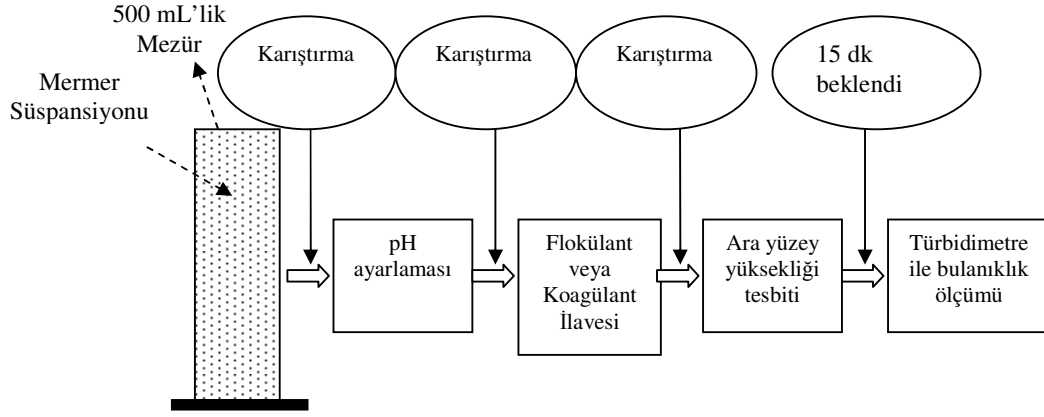 500 mL’lik
Mezür
Mermer
Süspansiyonu
Karıştırma
Karıştırma
Karıştırma
15 dk
beklendi
pH
ayarlaması
Flokülant
veya
Koagülant
İlavesi
Ara yüzey
yüksekliği
tesbiti
Türbidimetre
ile bulanıklık
ölçümü